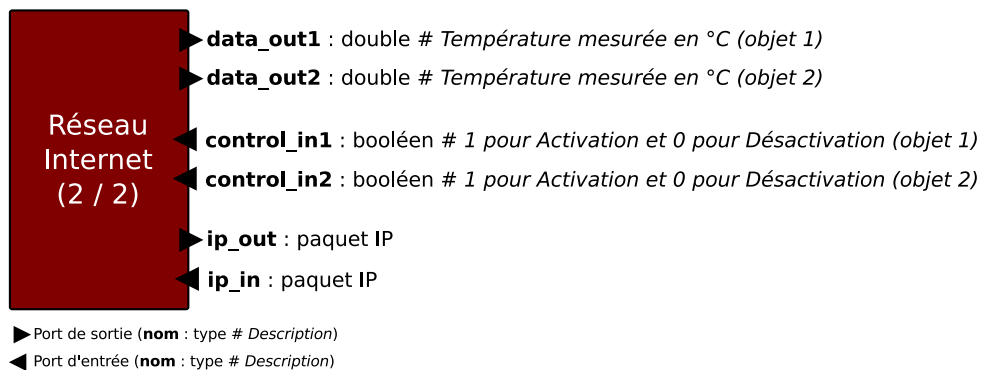 data_out1 : double # Température mesurée en °C (objet 1)
data_out2 : double # Température mesurée en °C (objet 2)
Réseau
Internet
(2 / 2)
control_in1 : booléen # 1 pour Activation et 0 pour Désactivation (objet 1)
control_in2 : booléen # 1 pour Activation et 0 pour Désactivation (objet 2)
ip_out : paquet IP
ip_in : paquet IP
Port de sortie (nom : type # Description)
Port d'entrée (nom : type # Description)